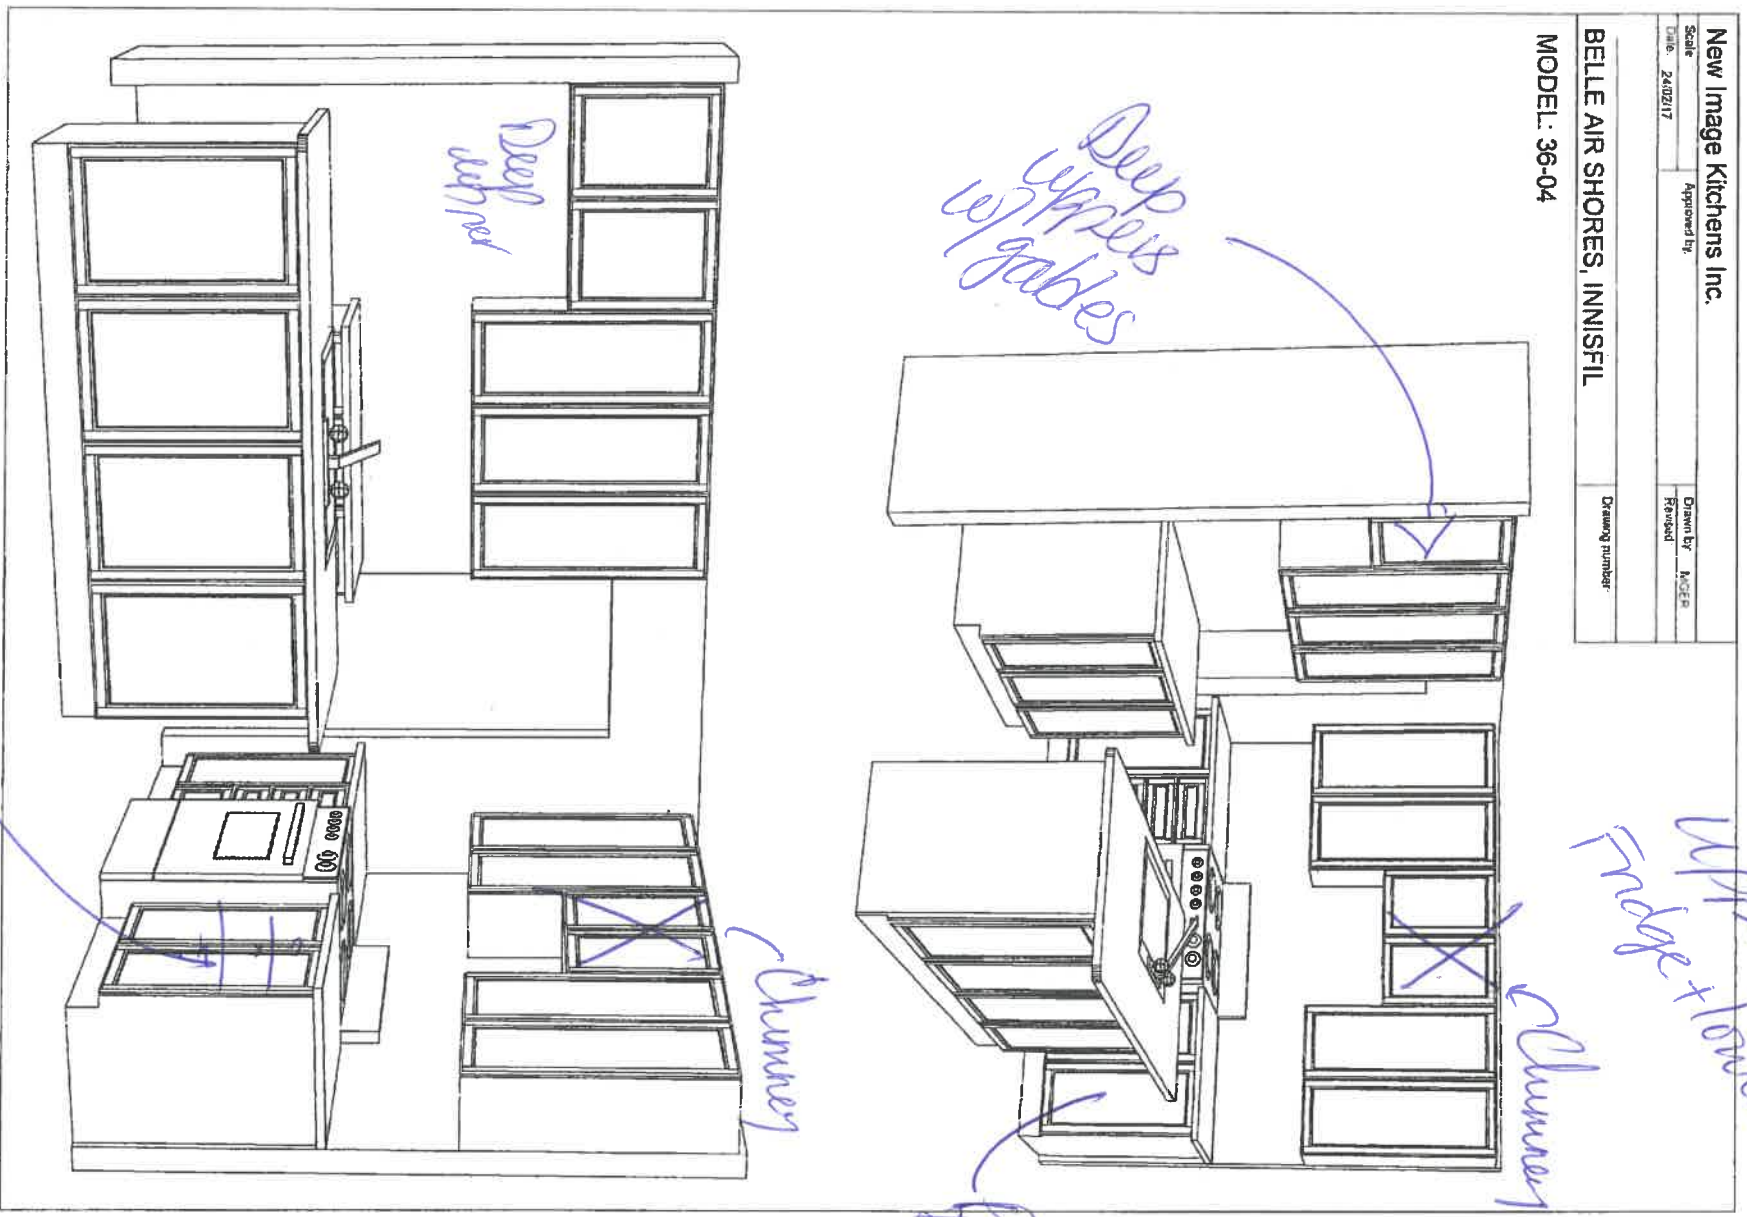 New Image Kitchens Inc.
Scale
Approved by.
Drawn by MGER
Date. 24/02/17
Revised
BELLE AIR SHORES, INNISFIL
Drawing number
MODEL: 36-04
Deep
uppers
w/ gables
Fridge +
Chimney
Deep
upper
Chimney